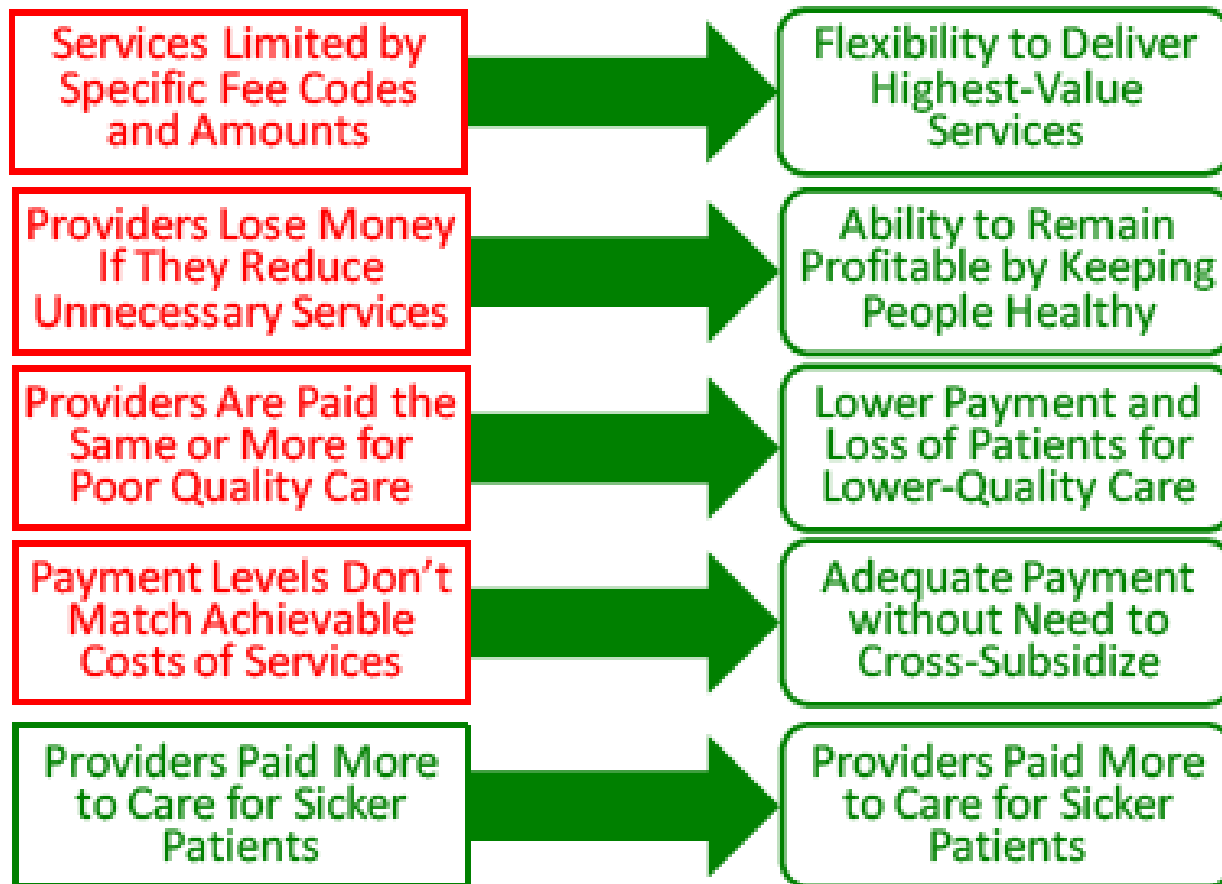 Services Limited by
Specific Fee Codes
and Amounts
Flexibility to Deliver
Highest-Value
Services
Providers Lose Money
If They Reduce
Unnecessary Services
Ability to Remain
Profitable by Keeping
People Healthy
Providers Are Paid the
Same or More for
Poor Quality Care
Lower Payment and
Loss of Patients for
Lower-Quality Care
Payment Levels Don’t
Match Achievable
Costs of Services
Adequate Payment
without Need to
Cross-Subsidize
Providers Paid More
to Care for Sicker
Patients
Providers Paid More
to Care for Sicker
Patients